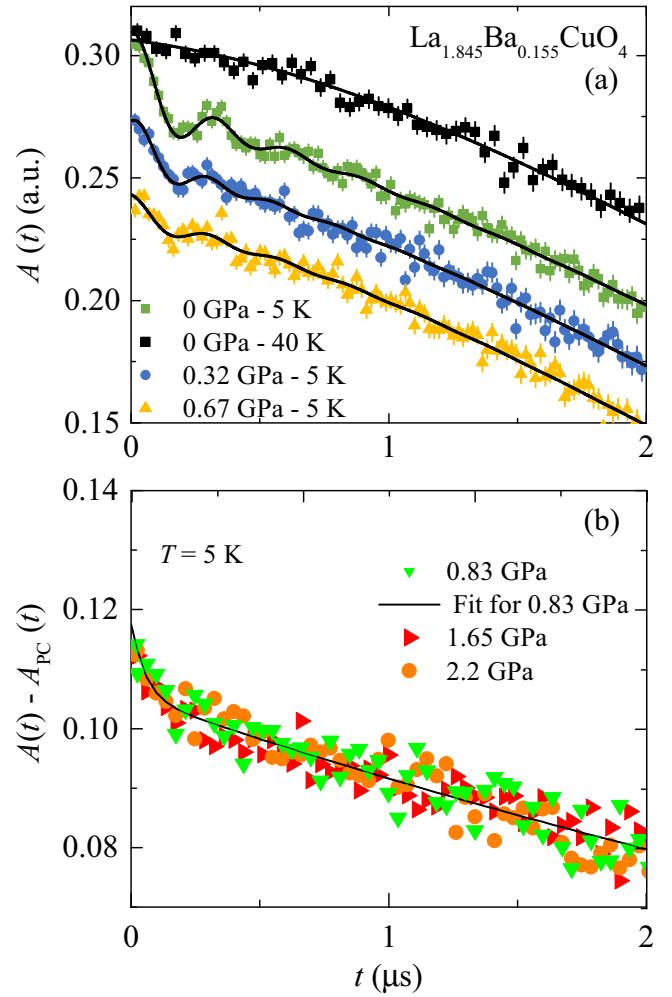 La1.845Ba0.155CuO4
(a)
0.30
0.25
0.20
0.15
A (t) (a.u.)
0 GPa - 5 K
0 GPa - 40 K
0.32 GPa - 5 K
0.67 GPa - 5 K
0 1 2
0.14
0.12
0.10
0.08
A(t) - APC (t)
(b)
T = 5 K
0.83 GPa
Fit for 0.83 GPa
1.65 GPa
2.2 GPa
0 1 2
t (μs)